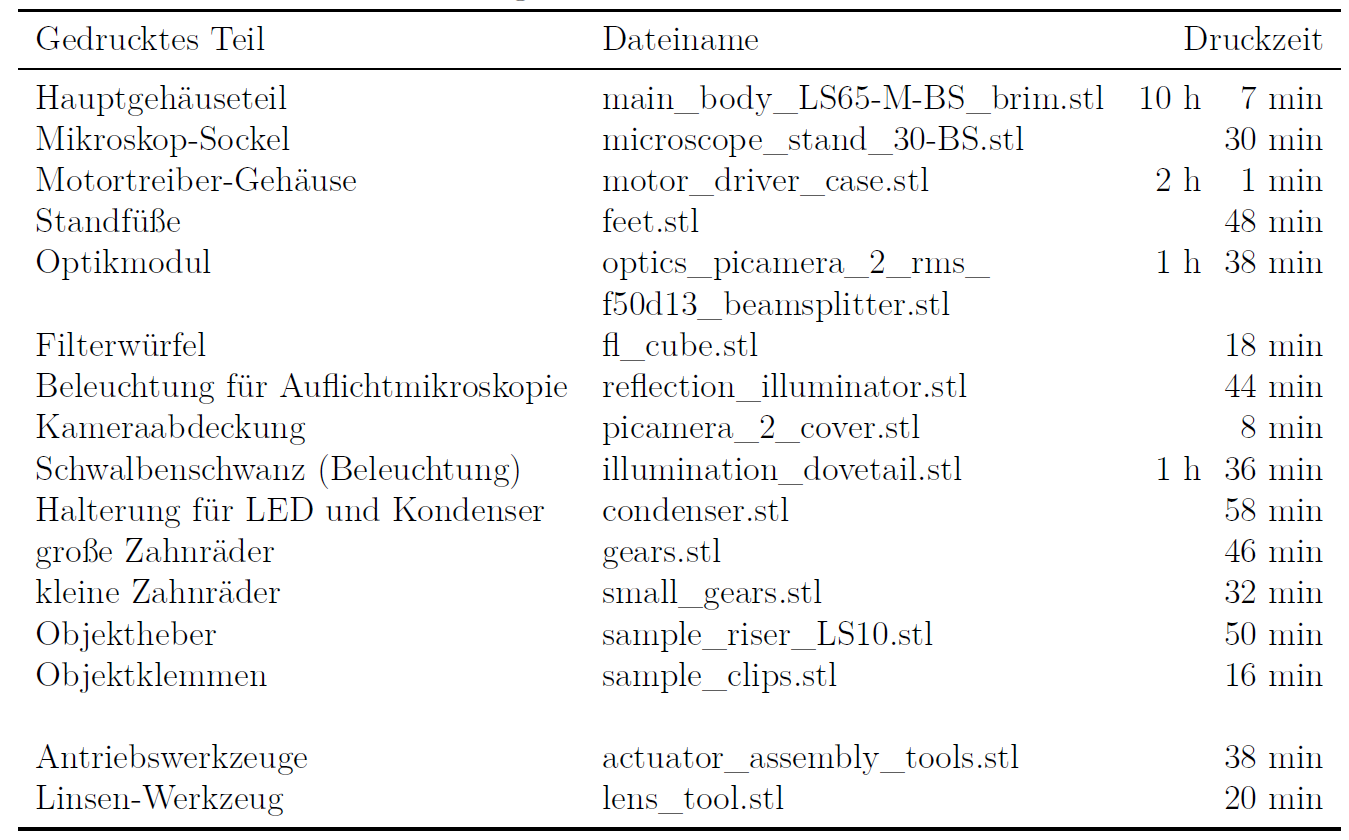 Gedrucktes Teil Dateiname Druckzeit
Hauptgehäuseteil main_body_LS65-M-BS_brim.stl 10 h 7 min
Mikroskop-Sockel microscope_stand_30-BS.stl 30 min
Motortreiber-Gehäuse motor_driver_case.stl 2 h 1 min
Standfüße feet.stl 48 min
Optikmodul optics_picamera_2_rms_ 1 h 38 min
f50d13_beamsplitter.stl
Filterwürfel fl_cube.stl 18 min
Beleuchtung für Auflichtmikroskopie reflection_illuminator.stl 44 min
Kameraabdeckung picamera_2_cover.stl 8 min
Schwalbenschwanz (Beleuchtung) illumination_dovetail.stl 1 h 36 min
Halterung für LED und Kondenser condenser.stl 58 min
große Zahnräder gears.stl 46 min
kleine Zahnräder small_gears.stl 32 min
Objektheber sample_riser_LS10.stl 50 min
Objektklemmen sample_clips.stl 16 min
Antriebswerkzeuge actuator_assembly_tools.stl 38 min
Linsen-Werkzeug lens_tool.stl 20 min